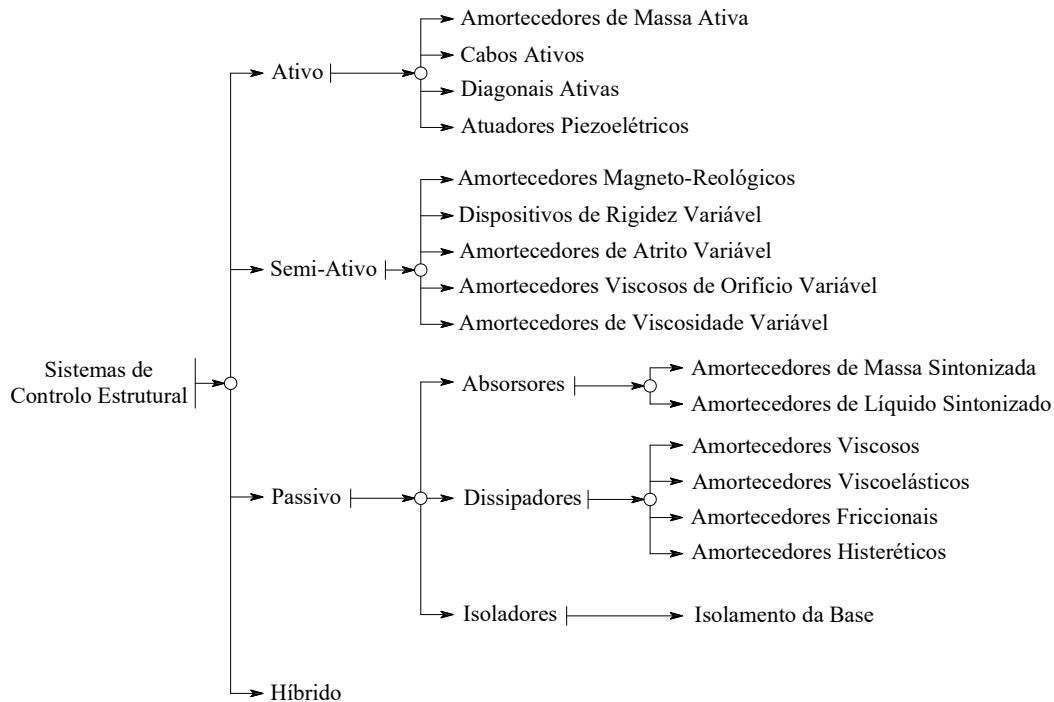 Sistemas de
Controlo Estrutural
Ativo
Amortecedores de Massa Ativa
Cabos Ativos
Diagonais Ativas
Atuadores Piezoelétricos
Semi-Ativo
Amortecedores Magneto-Reológicos
Dispositivos de Rigidez Variável
Amortecedores de Atrito Variável
Amortecedores Viscosos de Orifício Variável
Amortecedores de Viscosidade Variável
Passivo
Absorsores
Amortecedores de Massa Sintonizada
Amortecedores de Líquido Sintonizado
Dissipadores
Amortecedores Viscosos
Amortecedores Viscoelásticos
Amortecedores Friccionais
Amortecedores Histeréticos
Isoladores
Isolamento da Base
Híbrido